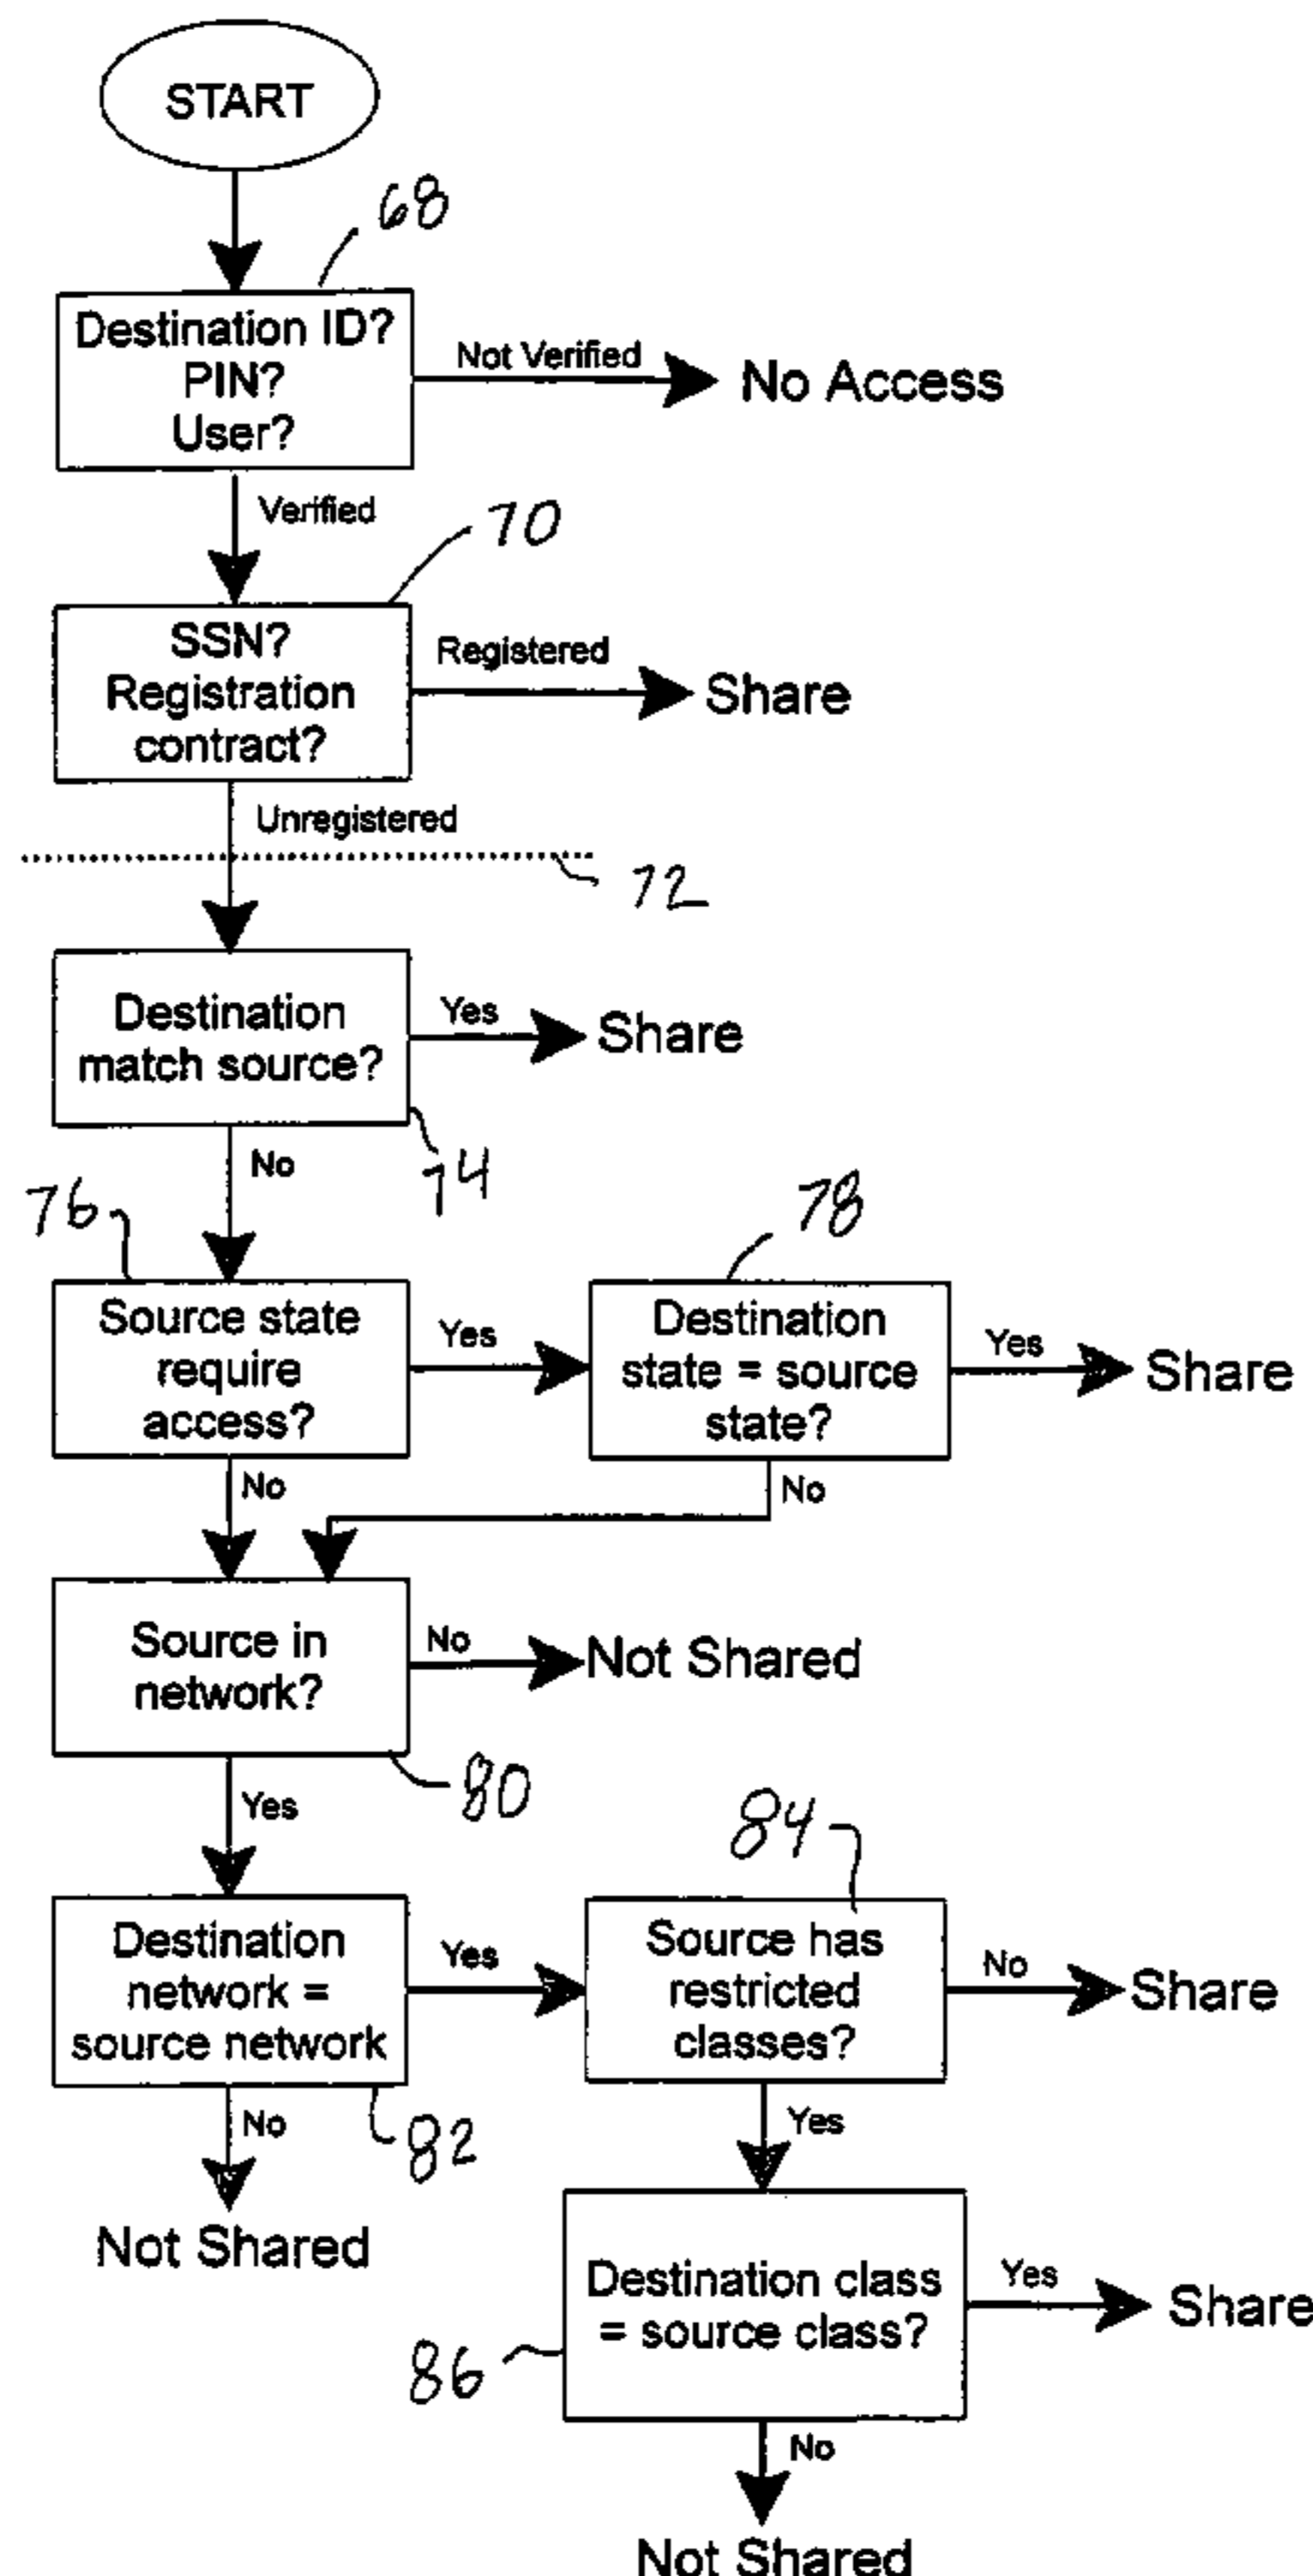 START
68
Destination ID?
PIN?
User?
Not Verified
No Access
Verified
70
SSN?
Registration
contract?
Registered
Share
Unregistered
72
Destination
match source?
Yes
Share
74
No
76
78
Source state
require
access?
Yes
Destination
state = source
state?
Yes
Share
No
No
Source in
network?
No
Not Shared
80
Yes
84
Destination
network =
source network
Yes
Source has
restricted
classes?
No
Share
No
82
Yes
Not Shared
Destination class
= source class?
Yes
Share
86
No
Not Shared